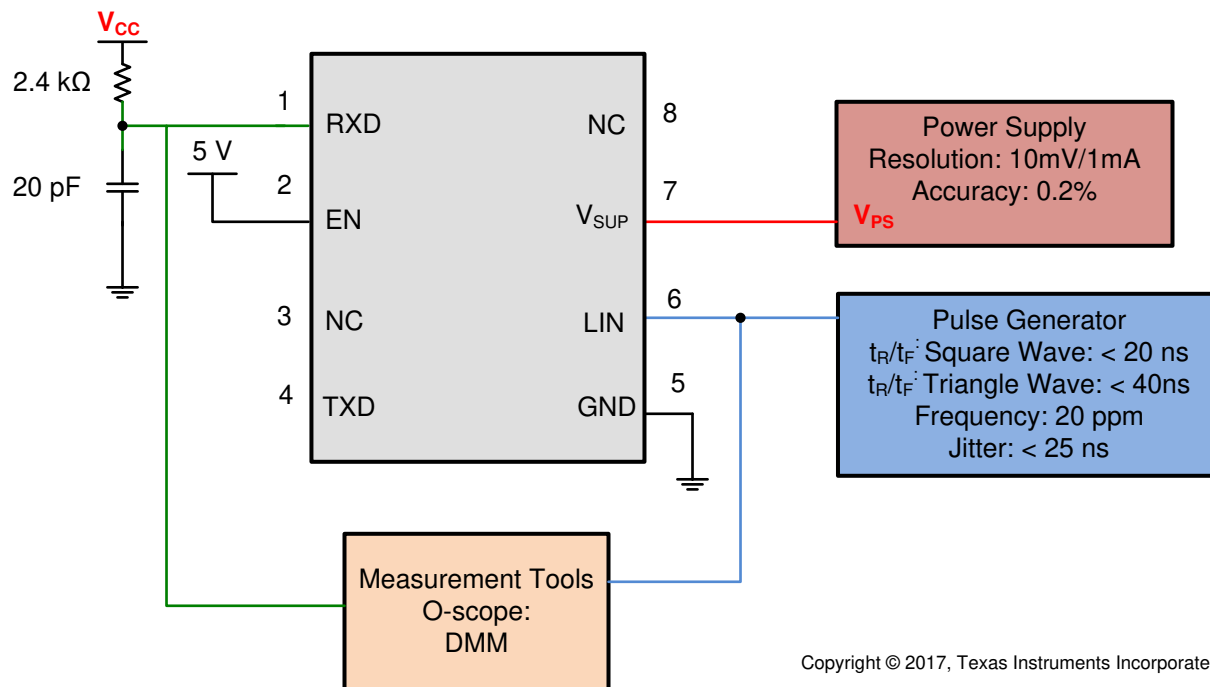 VCC
2.4 kΩ
20 pF
5 V
1
2
3
4
RXD
EN
NC
TXD
NC
VSUP
LIN
GND
8
7
6
5
Power Supply
Resolution: 10mV/1mA
Accuracy: 0.2%
VPS
Pulse Generator
tR/tF: Square Wave: < 20 ns
tR/tF: Triangle Wave: < 40ns
Frequency: 20 ppm
Jitter: < 25 ns
Measurement Tools
O-scope:
DMM
Copyright © 2017, Texas Instruments Incorporate